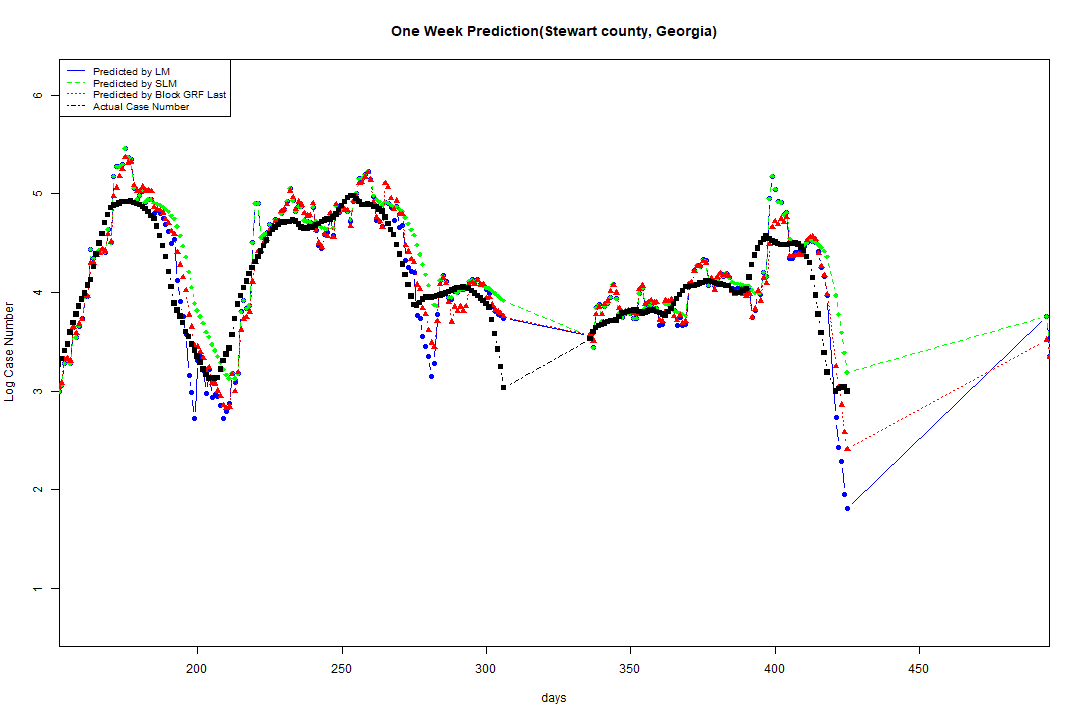 One Week Prediction(Stewart county, Georgia)
Predicted by LM
Predicted by SLM
Predicted by Block GRF Last
Actual Case Number
6
5
4
3
2
1
Log Case Number
200 250 300 350 400 450
days